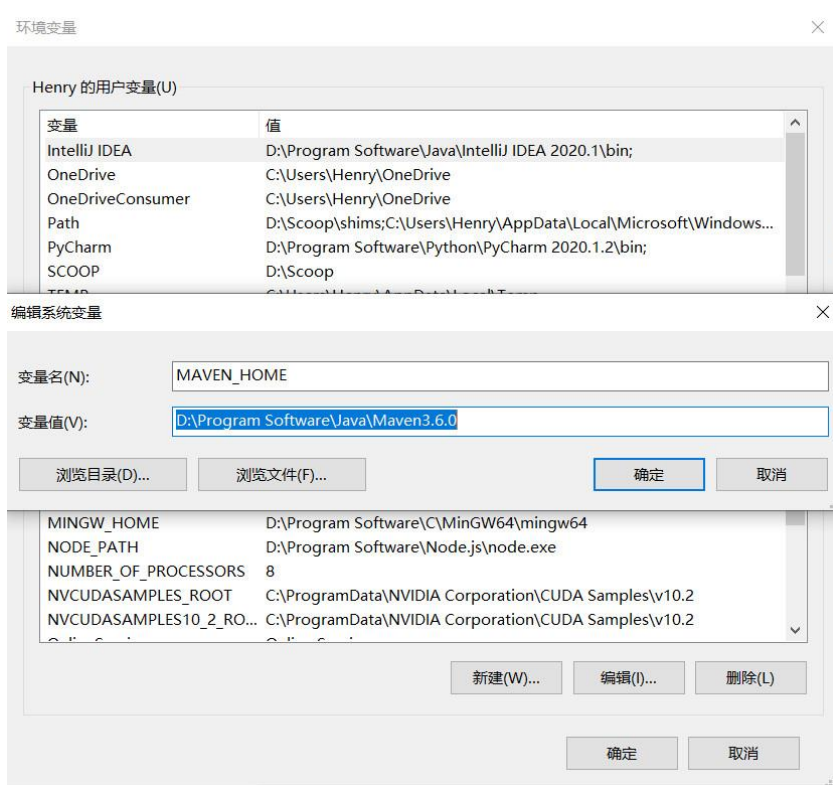 环境变量
Henry 的用户变量(U)
变量 值
IntelliJ IDEA D:\Program Software\Java\IntelliJ IDEA 2020.1\bin;
OneDrive C:\Users\Henry\OneDrive
OneDriveConsumer C:\Users\Henry\OneDrive
Path D:\Scoop\shims;C:\Users\Henry\AppData\Local\Microsoft\Windows...
PyCharm D:\Program Software\Python\PyCharm 2020.1.2\bin;
SCOOP D:\Scoop
编辑系统变量
变量名(N): MAVEN_HOME
变量值(V): D:\Program Software\Java\Maven3.6.0
浏览目录(D)... 浏览文件(F)... 确定 取消
MINGW_HOME D:\Program Software\C\MinGW64\mingw64
NODE_PATH D:\Program Software\Node.js\node.exe
NUMBER_OF_PROCESSORS 8
NVCUDASAMPLES_ROOT C:\ProgramData\NVIDIA Corporation\CUDA Samples\v10.2
NVCUDASAMPLES10_2_RO... C:\ProgramData\NVIDIA Corporation\CUDA Samples\v10.2
新建(W)... 编辑(I)... 删除(L)
确定 取消